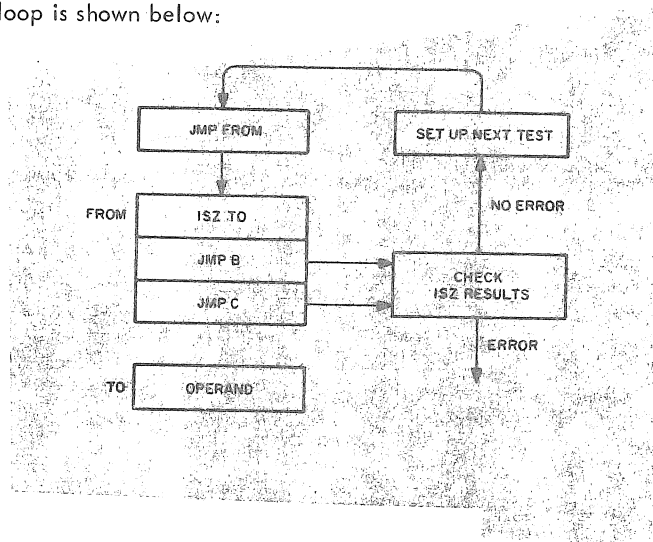 loop is shown below:
JMP FROM
SET UP NEXT TEST
FROM
ISZ TO
NO ERROR
JMP B
CHECK
ISZ RESULTS
JMP C
ERROR
TO
OPERAND